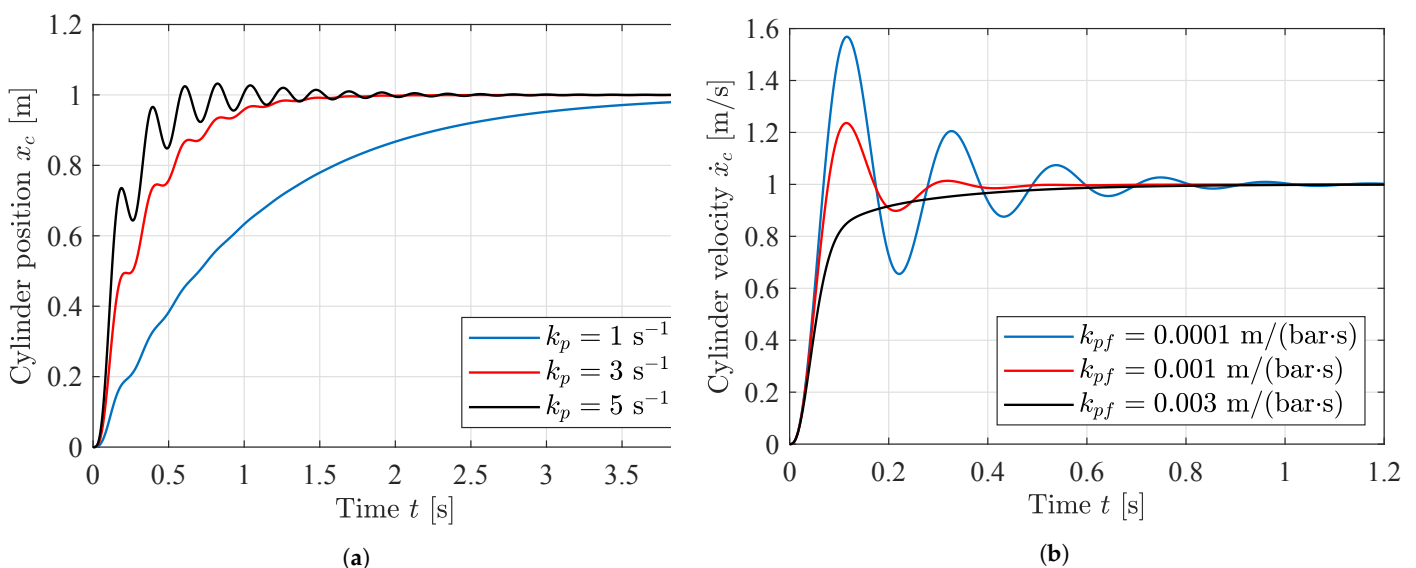 1.2
1
0.8
0.6
0.4
0.2
0
Cylinder position x_c [m]
0 0.5 1 1.5 2 2.5 3 3.5
Time t [s]
k_p = 1 s⁻¹
k_p = 3 s⁻¹
k_p = 5 s⁻¹
(a)
1.6
1.4
1.2
1
0.8
0.6
0.4
0.2
0
Cylinder velocity ẋ_c [m/s]
0 0.2 0.4 0.6 0.8 1 1.2
Time t [s]
k_pf = 0.0001 m/(bar·s)
k_pf = 0.001 m/(bar·s)
k_pf = 0.003 m/(bar·s)
(b)